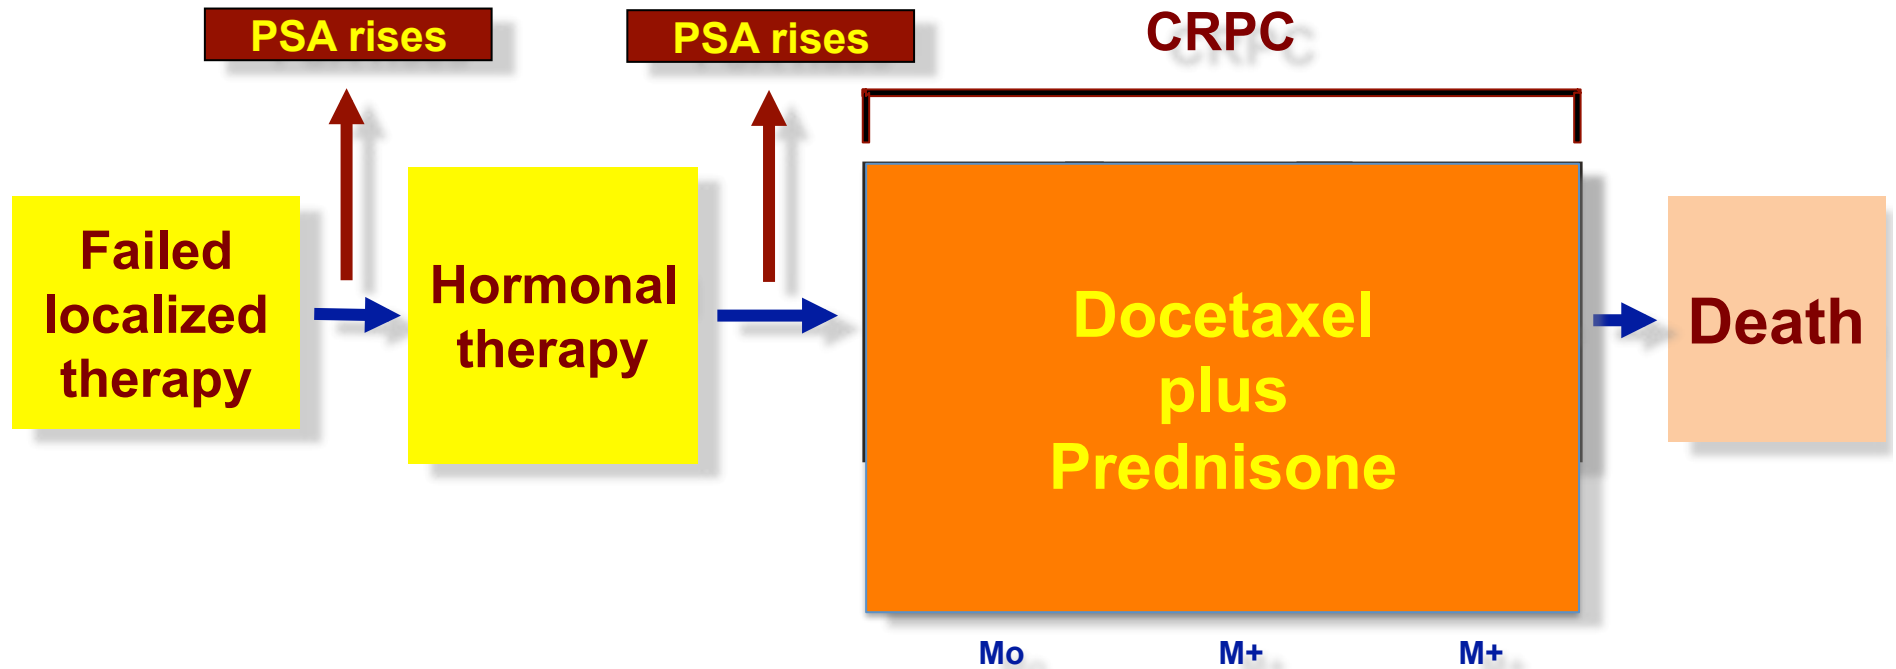 PSA rises
PSA rises
CRPC
Failed
localized
therapy
Hormonal
therapy
Docetaxel
plus
Prednisone
Death
Mo
M+
M+